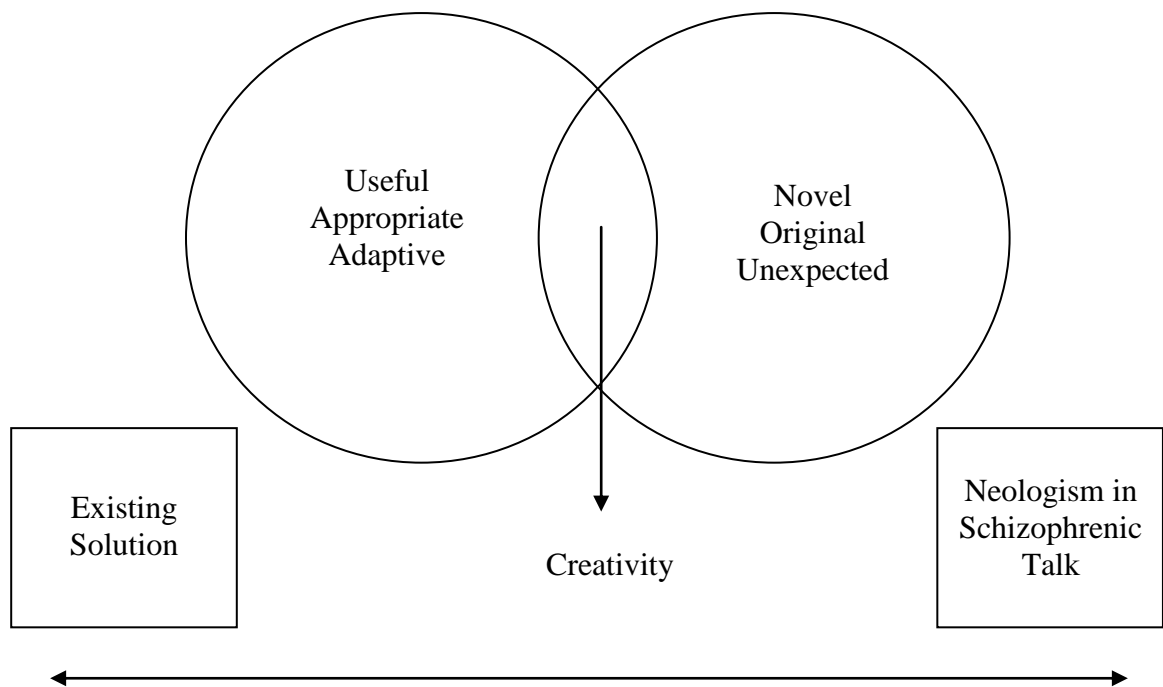 Useful
Appropriate
Adaptive
Novel
Original
Unexpected
Existing
Solution
Creativity
Neologism in
Schizophrenic
Talk